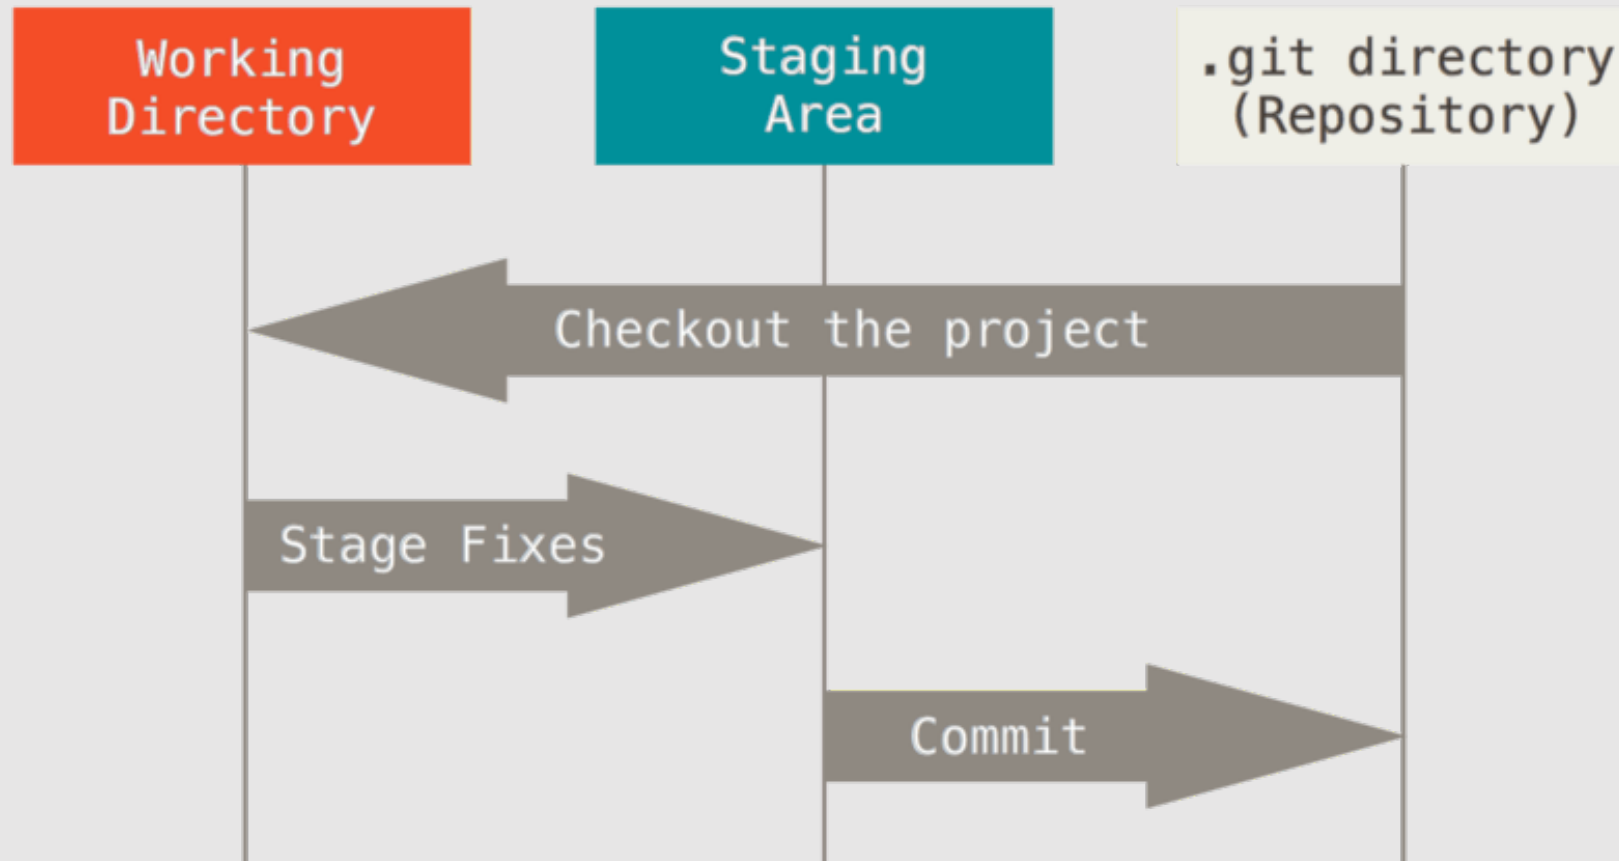 Working
Directory
Staging
Area
.git directory
(Repository)
Checkout the project
Stage Fixes
Commit